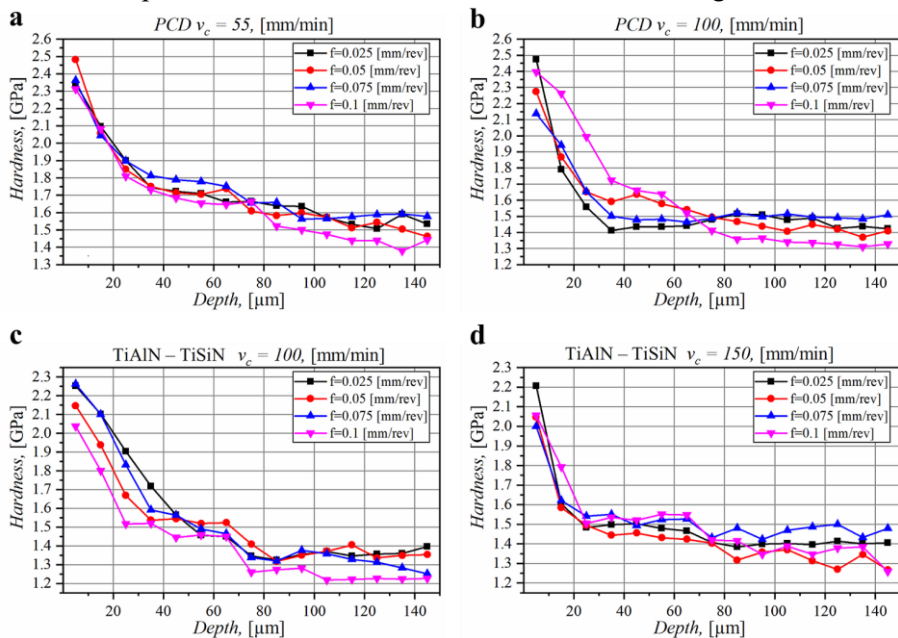 a
PCD v_c = 55, [mm/min]
Hardness, [GPa]
2.6
2.5
2.4
2.3
2.2
2.1
2.0
1.9
1.8
1.7
1.6
1.5
1.4
1.3
f=0.025 [mm/rev]
f=0.05 [mm/rev]
f=0.075 [mm/rev]
f=0.1 [mm/rev]
20 40 60 80 100 120 140
Depth, [µm]
b
PCD v_c = 100, [mm/min]
Hardness, [GPa]
2.6
2.5
2.4
2.3
2.2
2.1
2.0
1.9
1.8
1.7
1.6
1.5
1.4
1.3
1.2
f=0.025 [mm/rev]
f=0.05 [mm/rev]
f=0.075 [mm/rev]
f=0.1 [mm/rev]
20 40 60 80 100 120 140
Depth, [µm]
c
TiAlN – TiSiN v_c = 100, [mm/min]
Hardness, [GPa]
2.3
2.2
2.1
2.0
1.9
1.8
1.7
1.6
1.5
1.4
1.3
1.2
f=0.025 [mm/rev]
f=0.05 [mm/rev]
f=0.075 [mm/rev]
f=0.1 [mm/rev]
20 40 60 80 100 120 140
Depth, [µm]
d
TiAlN – TiSiN v_c = 150, [mm/min]
Hardness, [GPa]
2.3
2.2
2.1
2.0
1.9
1.8
1.7
1.6
1.5
1.4
1.3
1.2
f=0.025 [mm/rev]
f=0.05 [mm/rev]
f=0.075 [mm/rev]
f=0.1 [mm/rev]
20 40 60 80 100 120 140
Depth, [µm]